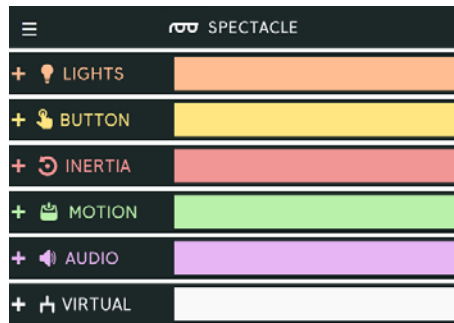 SPECTACLE
LIGHTS
BUTTON
INERTIA
MOTION
AUDIO
VIRTUAL